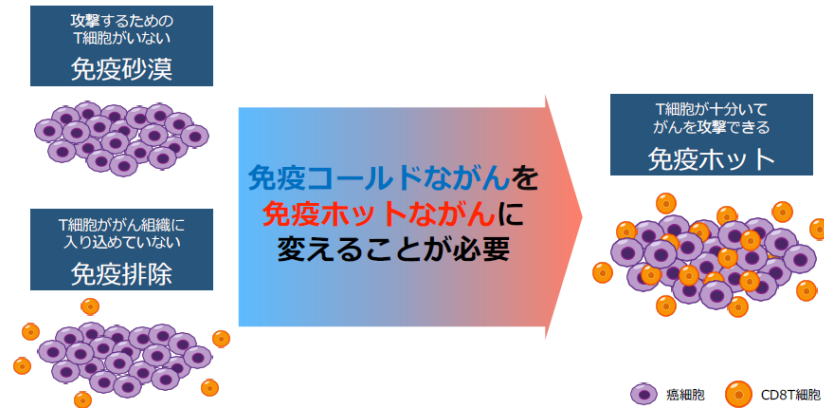 攻撃するための
T細胞がいない
免疫砂漠
T細胞ががん組織に
入り込めていない
免疫排除
免疫コールドながんを
免疫ホットながんに
変えることが必要
T細胞が十分いて
がんを攻撃できる
免疫ホット
癌細胞
CD8T細胞